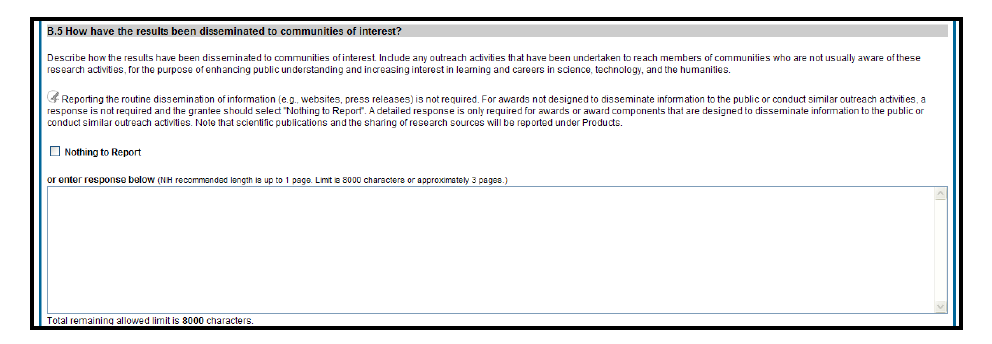 B.5 How have the results been disseminated to communities of interest?
Describe how the results have been disseminated to communities of interest. Include any outreach activities that have been undertaken to reach members of communities who are not usually aware of these
research activities, for the purpose of enhancing public understanding and increasing interest in learning and careers in science, technology, and the humanities.
Reporting the routine dissemination of information (e.g., websites, press releases) is not required. For awards not designed to disseminate information to the public or conduct similar outreach activities, a
response is not required and the grantee should select "Nothing to Report". A detailed response is only required for awards or award components that are designed to disseminate information to the public or
conduct similar outreach activities. Note that scientific publications and the sharing of research sources will be reported under Products.
Nothing to Report
or enter response below (NIH recommended length is up to 1 page. Limit is 8000 characters or approximately 3 pages.)
Total remaining allowed limit is 8000 characters.